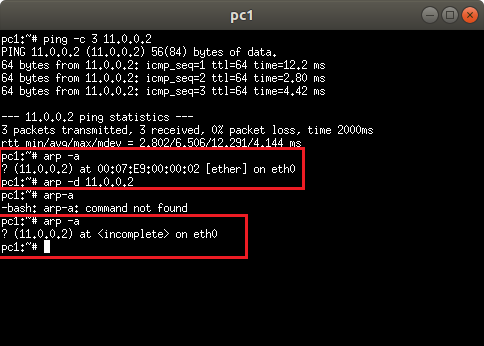 pc1
pc1:~# ping -c 3 11.0.0.2
PING 11.0.0.2 (11.0.0.2) 56(84) bytes of data.
64 bytes from 11.0.0.2: icmp_seq=1 ttl=64 time=12.2 ms
64 bytes from 11.0.0.2: icmp_seq=2 ttl=64 time=2.80 ms
64 bytes from 11.0.0.2: icmp_seq=3 ttl=64 time=4.42 ms
--- 11.0.0.2 ping statistics ---
3 packets transmitted, 3 received, 0% packet loss, time 2000ms
rtt min/avg/max/mdev = 2.802/6.506/12.291/4.144 ms
pc1:~# arp -a
? (11.0.0.2) at 00:07:E9:00:00:02 [ether] on eth0
pc1:~# arp -d 11.0.0.2
pc1:~# arp-a
-bash: arp-a: command not found
pc1:~# arp -a
? (11.0.0.2) at <incomplete> on eth0
pc1:~#